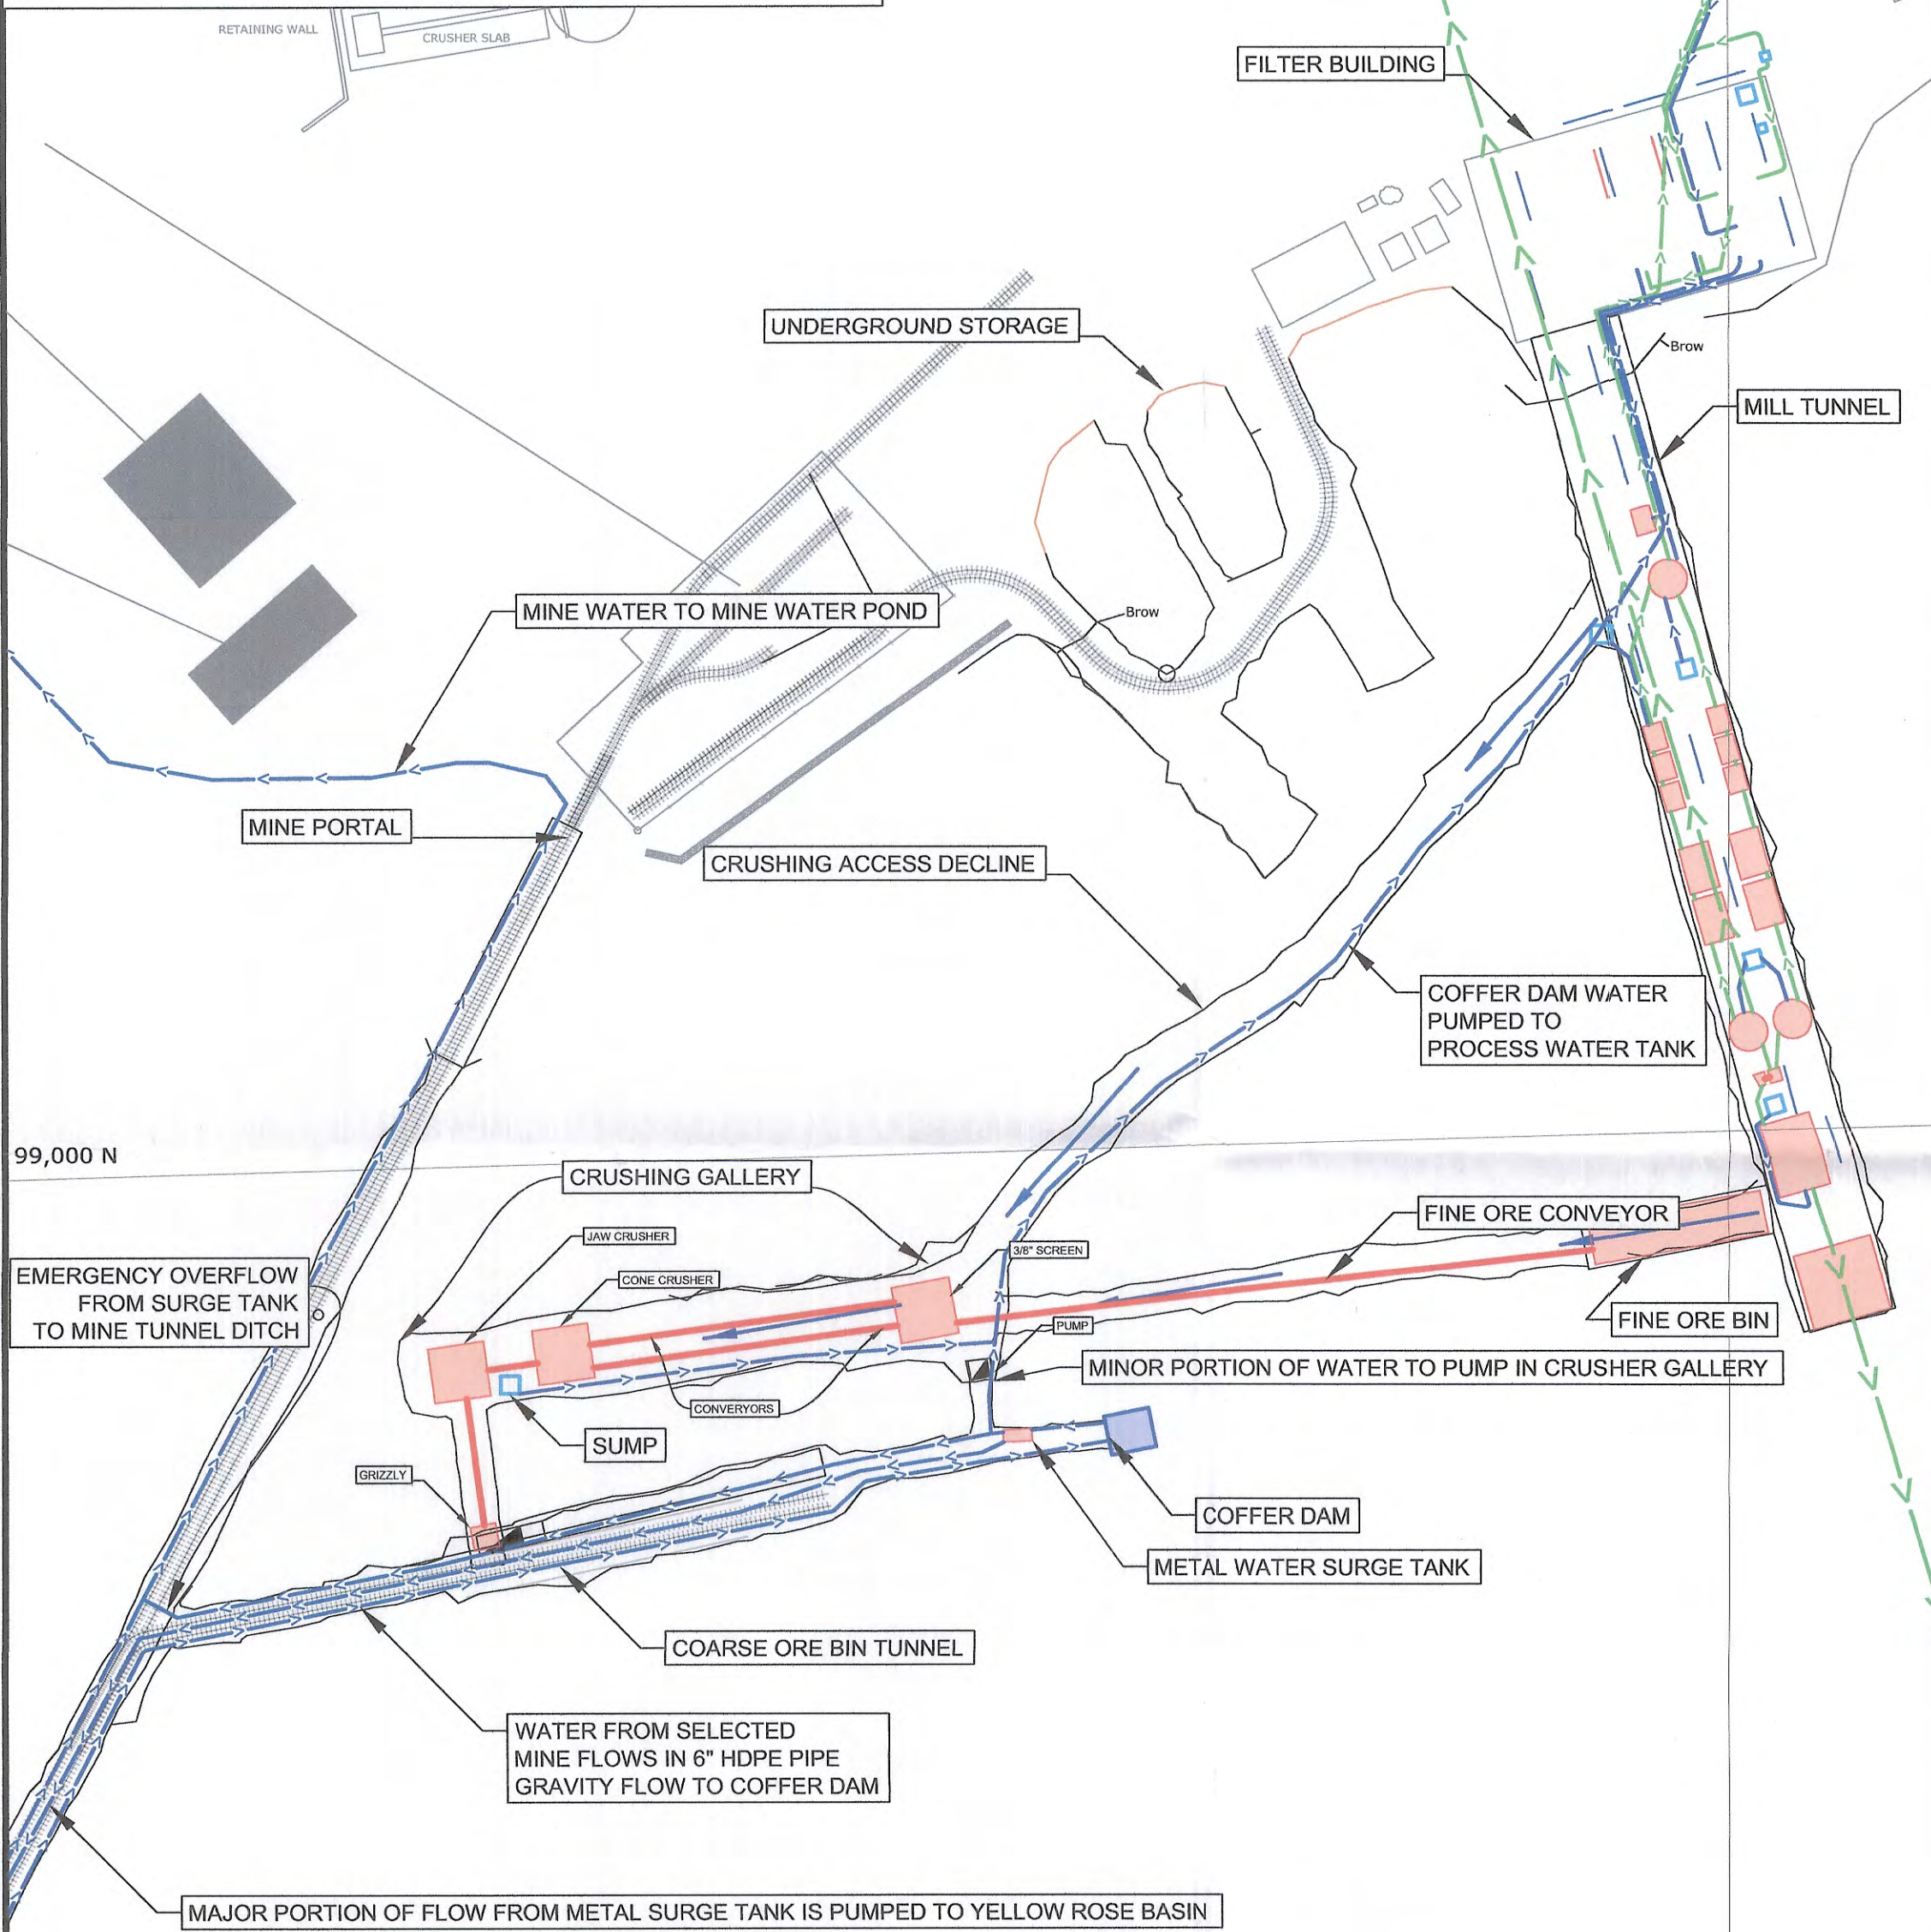 RETAINING WALL
CRUSHER SLAB
FILTER BUILDING
UNDERGROUND STORAGE
Brow
MILL TUNNEL
MINE WATER TO MINE WATER POND
Brow
MINE PORTAL
CRUSHING ACCESS DECLINE
COFFER DAM WATER
PUMPED TO
PROCESS WATER TANK
99,000 N
CRUSHING GALLERY
FINE ORE CONVEYOR
JAW CRUSHER
3/8" SCREEN
CONE CRUSHER
EMERGENCY OVERFLOW
FROM SURGE TANK
TO MINE TUNNEL DITCH
FINE ORE BIN
PUMP
MINOR PORTION OF WATER TO PUMP IN CRUSHER GALLERY
CONVERYORS
SUMP
GRIZZLY
COFFER DAM
METAL WATER SURGE TANK
COARSE ORE BIN TUNNEL
WATER FROM SELECTED
MINE FLOWS IN 6" HDPE PIPE
GRAVITY FLOW TO COFFER DAM
MAJOR PORTION OF FLOW FROM METAL SURGE TANK IS PUMPED TO YELLOW ROSE BASIN